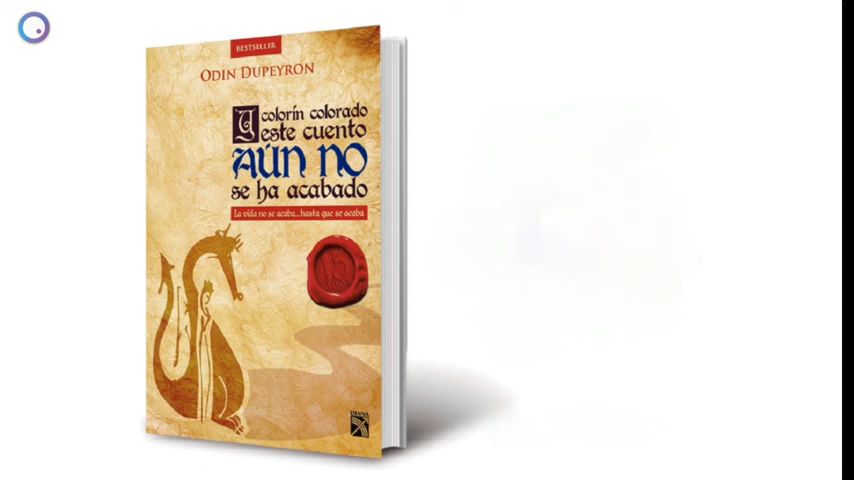 BESTSELLER
ODIN DUPEYRON
Y colorín colorado
este cuento
AÚN NO
se ha acabado
La vida no se acaba...hasta que se acaba
15
DIANA